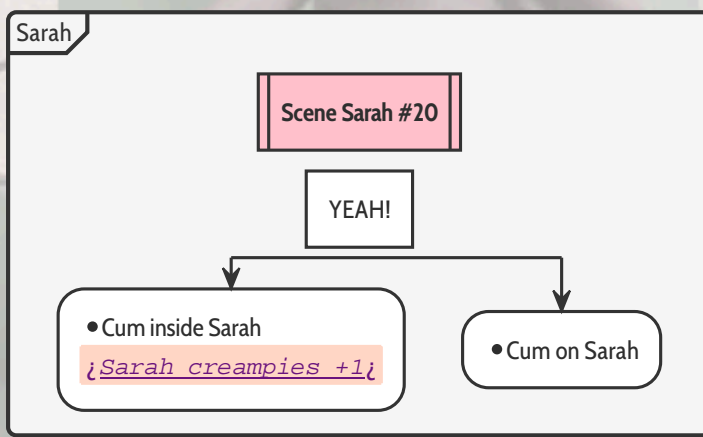 Sarah
Scene Sarah #20
YEAH!
●Cum inside Sarah
¿Sarah creampies +1¿
●Cum on Sarah